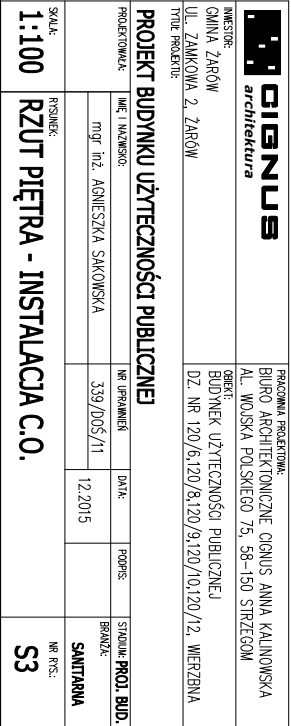 CIGNUS
architektura
PRACOWNIA PROJEKTOWA:
BIURO ARCHITEKTONICZNE CIGNUS ANNA KALINOWSKA
AL. WOJSKA POLSKIEGO 75, 58-150 STRZEGOM
INWESTOR:
GMINA ŻARÓW
UL. ZAMKOWA 2, ŻARÓW
OBIEKT:
BUDYNEK UŻYTECZNOŚCI PUBLICZNEJ
DZ. NR 120/6,120/8,120/9,120/10,120/12, WIERZBNA
TYTUŁ PROJEKTU:
PROJEKT BUDYNKU UŻYTECZNOŚCI PUBLICZNEJ
PROJEKTOWAŁA:
IMIĘ I NAZWISKO:
NR UPRAWNIEŃ
DATA:
PODPIS:
STADIUM: PROJ. BUD.
mgr inż. AGNIESZKA SAKOWSKA
339/DOŚ/11
12.2015
BRANŻA:
SANITARNA
SKALA:
1:100
RYSUNEK:
RZUT PIĘTRA - INSTALACJA C.O.
NR RYS.:
S3